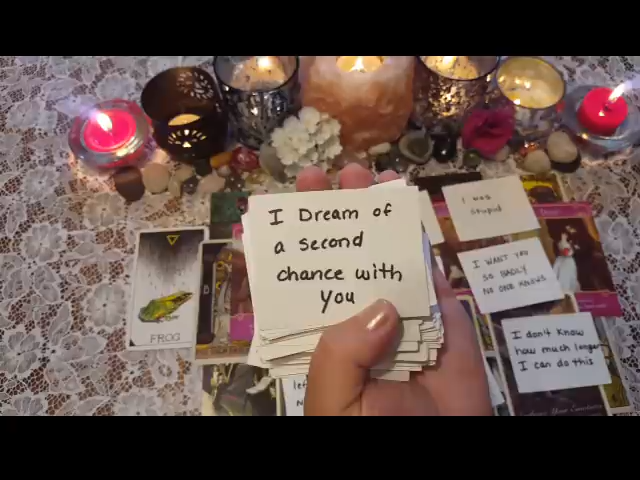 I Dream of
a second
chance with
You
I was
stupid
I WANT YOU
SO BADLY
NO ONE KNEWS
I don't know
how much longer
I can do this
FROG